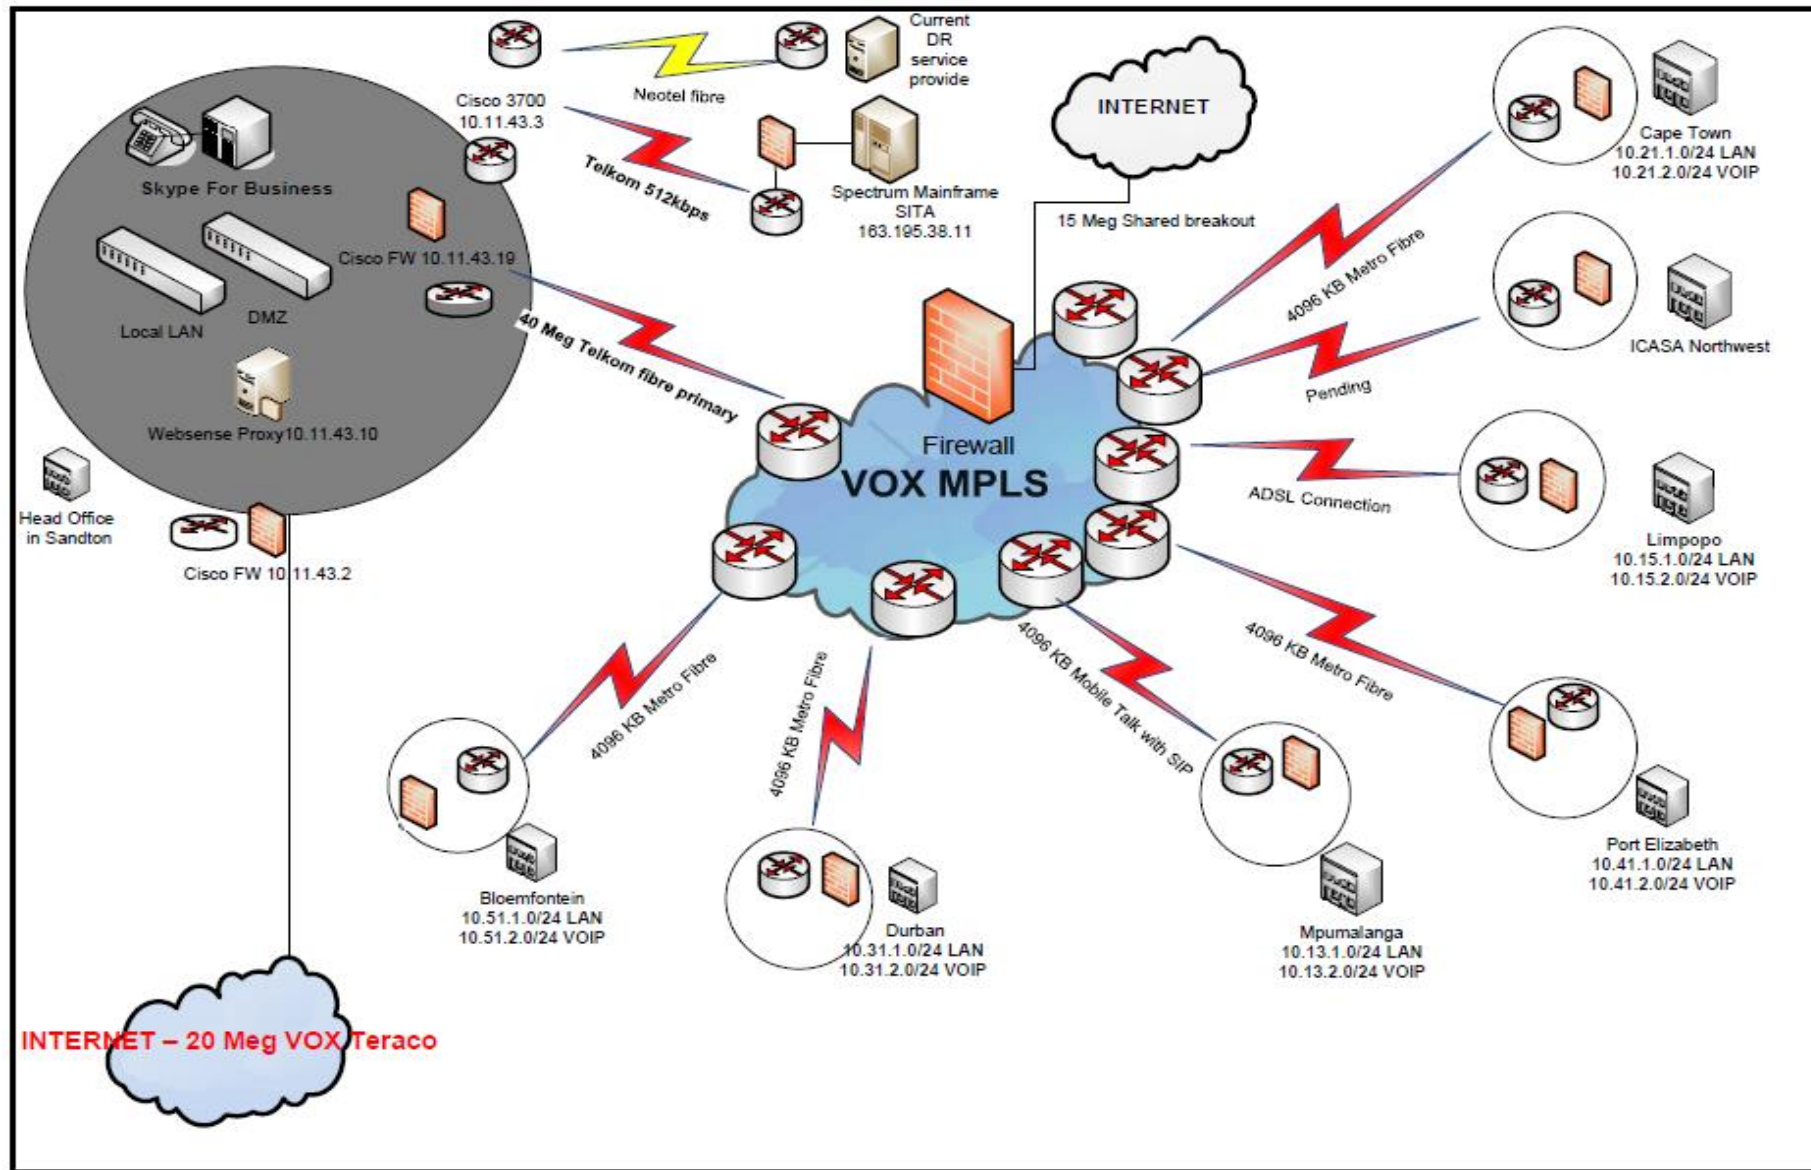 Current
DR
service
provide
Neotel fibre
Cisco 3700
10.11.43.3
Telkom 512kbps
Spectrum Mainframe
SITA
163.195.38.11
INTERNET
15 Meg Shared breakout
Cape Town
10.21.1.0/24 LAN
10.21.2.0/24 VOIP
4096 KB Metro Fibre
ICASA Northwest
Pending
ADSL Connection
Limpopo
10.15.1.0/24 LAN
10.15.2.0/24 VOIP
Skype For Business
Cisco FW 10.11.43.19
Local LAN
DMZ
40 Meg Telkom fibre primary
Websense Proxy10.11.43.10
Head Office
in Sandton
Cisco FW 10.11.43.2
Firewall
VOX MPLS
4096 KB Metro Fibre
4096 KB Metro Fibre
4096 KB Mobile Talk with SIP
4096 KB Metro Fibre
Port Elizabeth
10.41.1.0/24 LAN
10.41.2.0/24 VOIP
Bloemfontein
10.51.1.0/24 LAN
10.51.2.0/24 VOIP
Durban
10.31.1.0/24 LAN
10.31.2.0/24 VOIP
Mpumalanga
10.13.1.0/24 LAN
10.13.2.0/24 VOIP
INTERNET – 20 Meg VOX Teraco